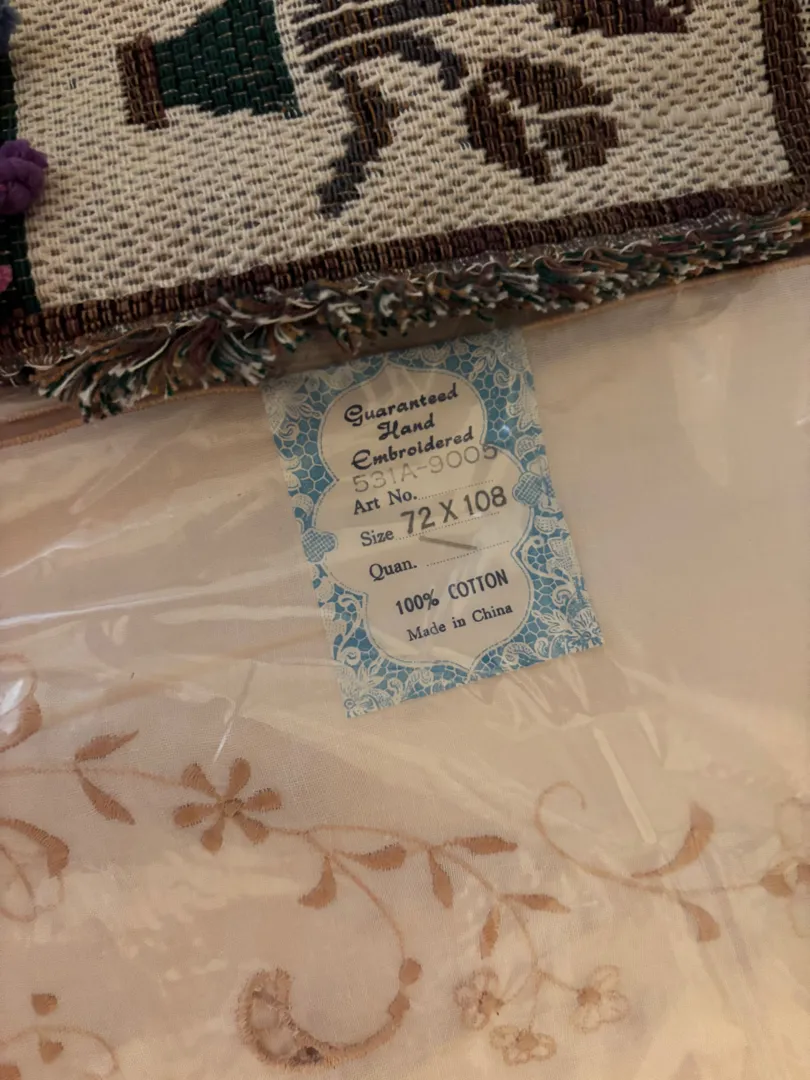 Guaranteed
Hand
Embroidered
531A-9005
Art No.
Size 72 X 108
Quan.
100% COTTON
Made in China